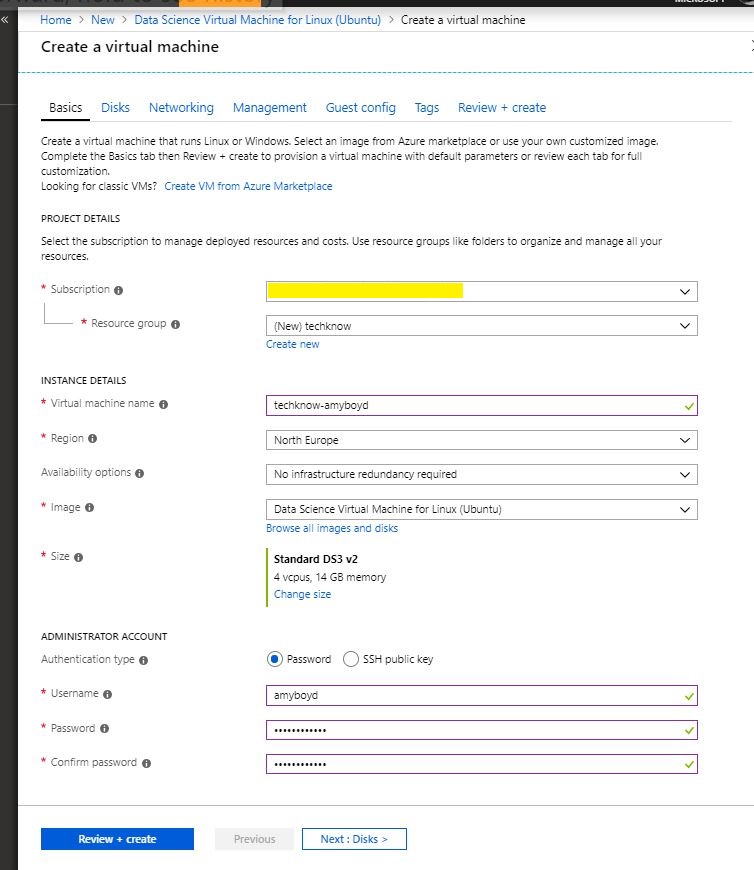 Home > New > Data Science Virtual Machine for Linux (Ubuntu) > Create a virtual machine
Create a virtual machine
Basics Disks Networking Management Guest config Tags Review + create
Create a virtual machine that runs Linux or Windows. Select an image from Azure marketplace or use your own customized image.
Complete the Basics tab then Review + create to provision a virtual machine with default parameters or review each tab for full
customization.
Looking for classic VMs? Create VM from Azure Marketplace
PROJECT DETAILS
Select the subscription to manage deployed resources and costs. Use resource groups like folders to organize and manage all your
resources.
* Subscription
* Resource group (New) techknow
Create new
INSTANCE DETAILS
* Virtual machine name techknow-amyboyd
* Region North Europe
Availability options No infrastructure redundancy required
* Image Data Science Virtual Machine for Linux (Ubuntu)
Browse all images and disks
* Size Standard DS3 v2
4 vcpus, 14 GB memory
Change size
ADMINISTRATOR ACCOUNT
Authentication type Password SSH public key
* Username amyboyd
* Password ••••••••••••
* Confirm password ••••••••••••
Review + create Previous Next : Disks >